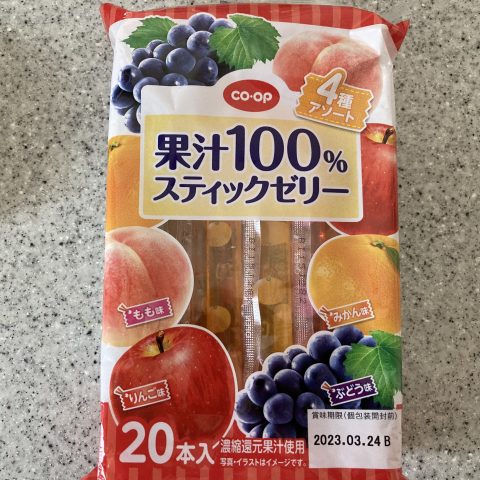 CO·OP
4種
アソート
果汁100%
スティックゼリー
もも味
みかん味
りんご味
ぶどう味
賞味期限(個包装開封前)
2023.03.24 B
20本入
濃縮還元果汁使用
写真・イラストはイメージです。